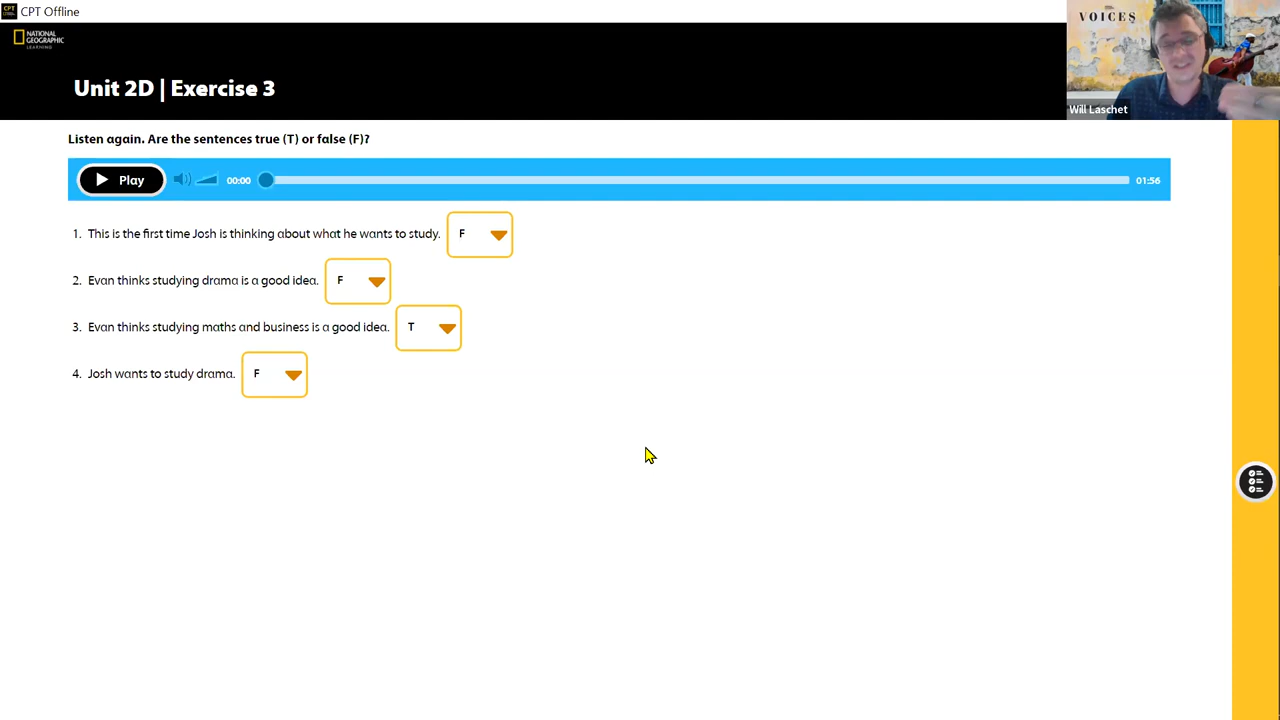 CPT Offline
NATIONAL
GEOGRAPHIC
LEARNING
VOICES
Unit 2D | Exercise 3
Will Laschet
Listen again. Are the sentences true (T) or false (F)?
Play 00:00 01:56
1. This is the first time Josh is thinking about what he wants to study. F
2. Evan thinks studying drama is a good idea. F
3. Evan thinks studying maths and business is a good idea. T
4. Josh wants to study drama. F